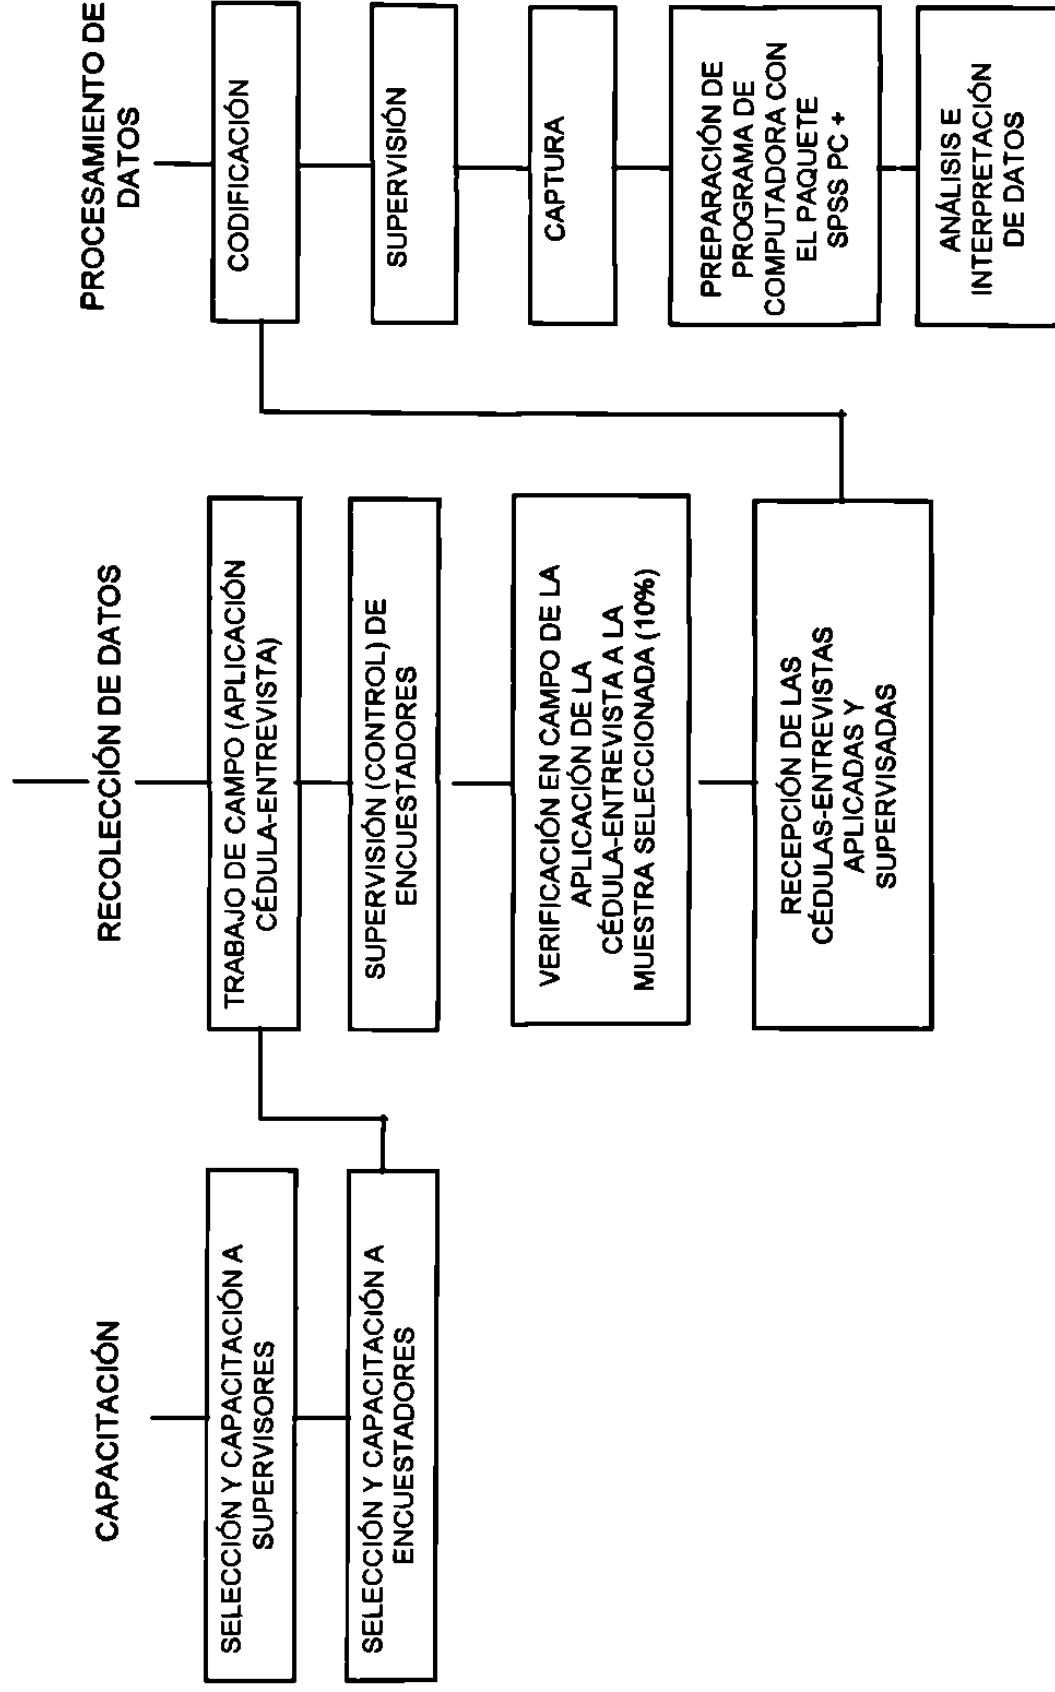 CAPACITACIÓN
SELECCIÓN Y CAPACITACIÓN A
SUPERVISORES
SELECCIÓN Y CAPACITACIÓN A
ENCUESTADORES
RECOLECCIÓN DE DATOS
TRABAJO DE CAMPO (APLICACIÓN
CÉDULA-ENTREVISTA)
SUPERVISIÓN (CONTROL) DE
ENCUESTADORES
VERIFICACIÓN EN CAMPO DE LA
APLICACIÓN DE LA
CÉDULA-ENTREVISTA A LA
MUESTRA SELECCIONADA (10%)
RECEPCIÓN DE LAS
CÉDULAS-ENTREVISTAS
APLICADAS Y
SUPERVISADAS
PROCESAMIENTO DE
DATOS
CODIFICACIÓN
SUPERVISIÓN
CAPTURA
PREPARACIÓN DE
PROGRAMA DE
COMPUTADORA CON
EL PAQUETE
SPSS PC +
ANÁLISIS E
INTERPRETACIÓN
DE DATOS